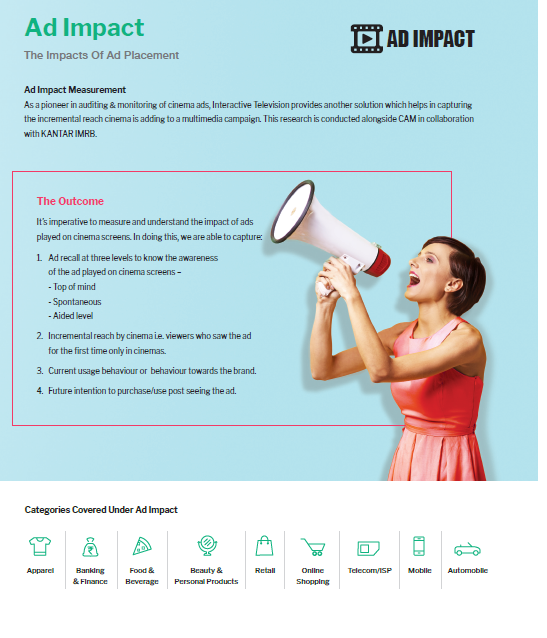 Ad Impact
The Impacts Of Ad Placement
AD IMPACT
Ad Impact Measurement
As a pioneer in auditing & monitoring of cinema ads, Interactive Television provides another solution which helps in capturing
the incremental reach cinema is adding to a multimedia campaign. This research is conducted alongside CAM in collaboration
with KANTAR IMRB.
The Outcome
It's imperative to measure and understand the impact of ads
played on cinema screens. In doing this, we are able to capture:
1. Ad recall at three levels to know the awareness
of the ad played on cinema screens –
- Top of mind
- Spontaneous
- Aided level
2. Incremental reach by cinema i.e. viewers who saw the ad
for the first time only in cinemas.
3. Current usage behaviour or behaviour towards the brand.
4. Future intention to purchase/use post seeing the ad.
Categories Covered Under Ad Impact
Apparel
Banking
& Finance
Food &
Beverage
Beauty &
Personal Products
Retail
Online
Shopping
Telecom/ISP
Mobile
Automobile